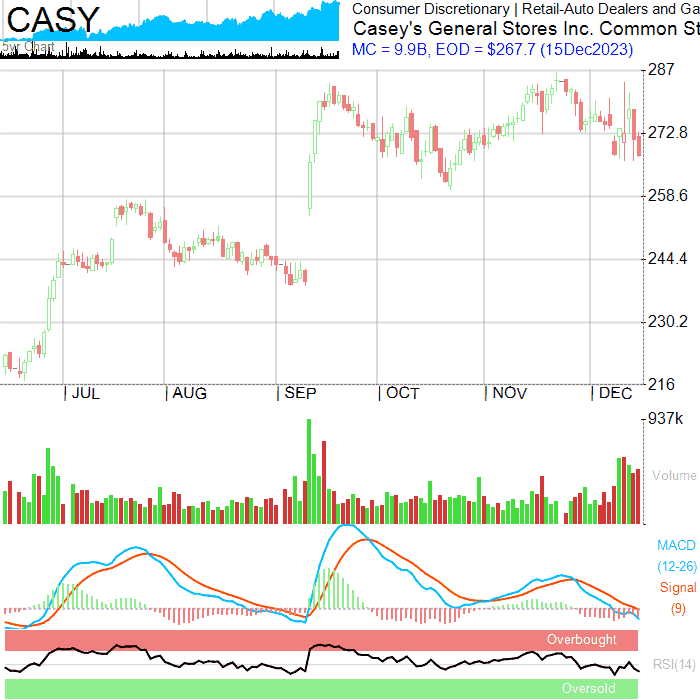 CASY
5yr Chart
Consumer Discretionary | Retail-Auto Dealers and Ga
Casey's General Stores Inc. Common St
MC = 9.9B, EOD = $267.7 (15Dec2023)
287
272.8
258.6
244.4
230.2
216
| JUL | AUG | SEP | OCT | NOV | DEC
937k
Volume
MACD
(12-26)
Signal
(9)
Overbought
RSI(14)
Oversold